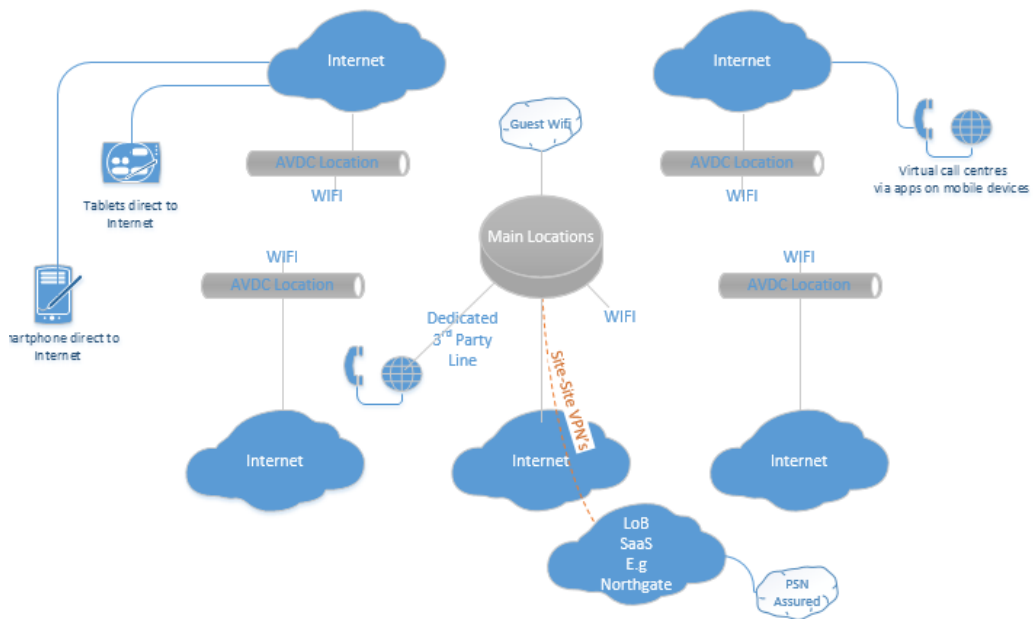 Internet
Internet
Guest Wifi
AVDC Location
WIFI
AVDC Location
WIFI
Virtual call centres
via apps on mobile devices
Tablets direct to
Internet
Main Locations
WIFI
AVDC Location
WIFI
AVDC Location
martphone direct to
Internet
Dedicated
3rd Party
Line
WIFI
Site-Site VPN's
Internet
Internet
Internet
LoB
SaaS
E.g
Northgate
PSN
Assured